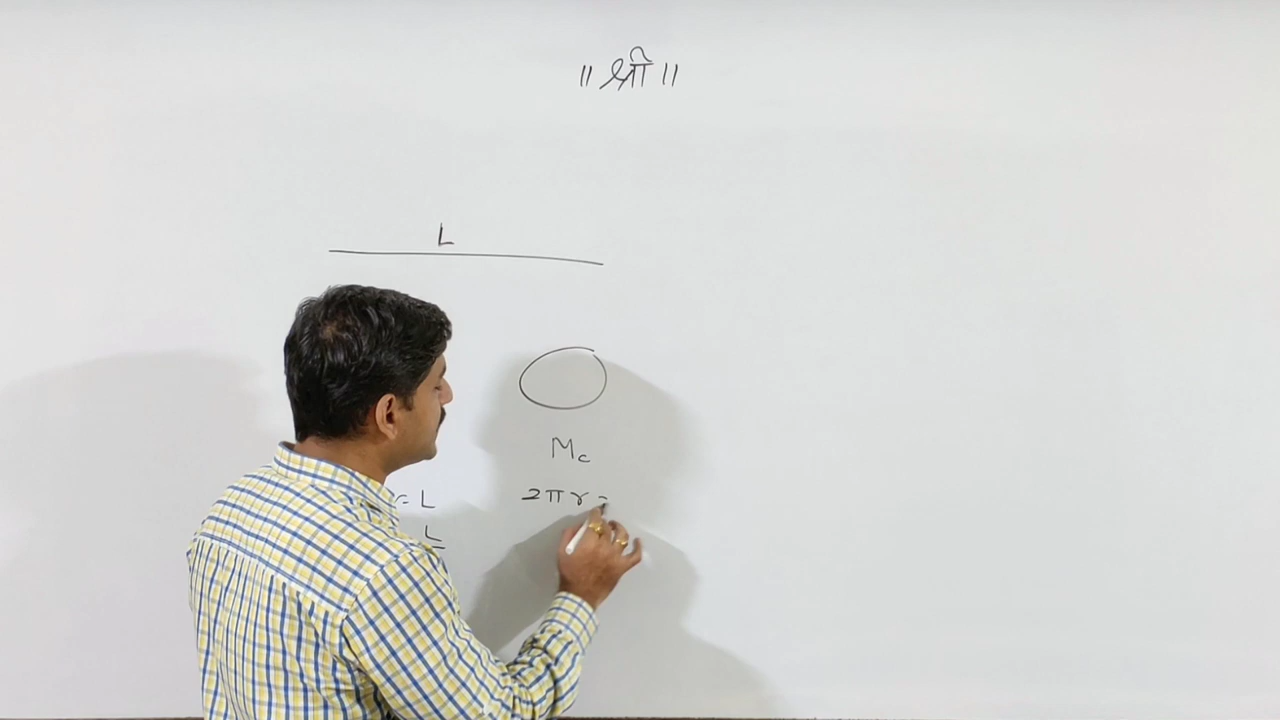 ॥ श्री ॥
L
Mc
= L
2πr =
L